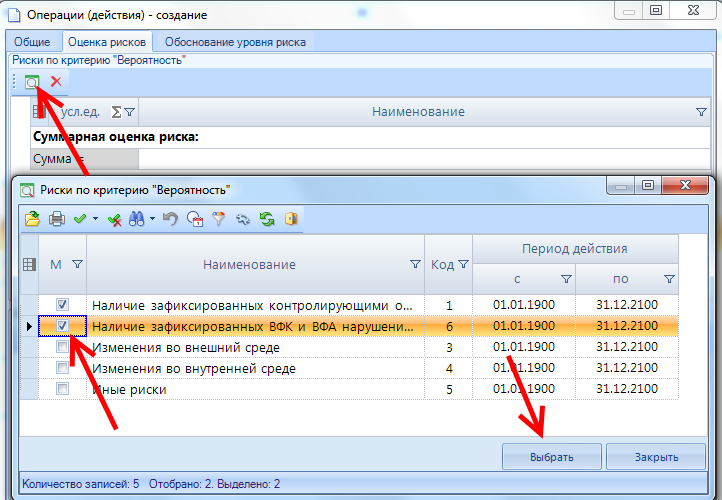 Операции (действия) - создание
Общие Оценка рисков Обоснование уровня риска
Риски по критерию "Вероятность"
усл.ед. Σ Наименование
Суммарная оценка риска:
Сумма =
Риски по критерию "Вероятность"
М Наименование Код Период действия
с по
Наличие зафиксированных контролирующими о... 1 01.01.1900 31.12.2100
Наличие зафиксированных ВФК и ВФА нарушени... 6 01.01.1900 31.12.2100
Изменения во внешний среде 3 01.01.1900 31.12.2100
Изменения во внутренней среде 4 01.01.1900 31.12.2100
Иные риски 5 01.01.1900 31.12.2100
Выбрать Закрыть
Количество записей: 5 Отобрано: 2. Выделено: 2